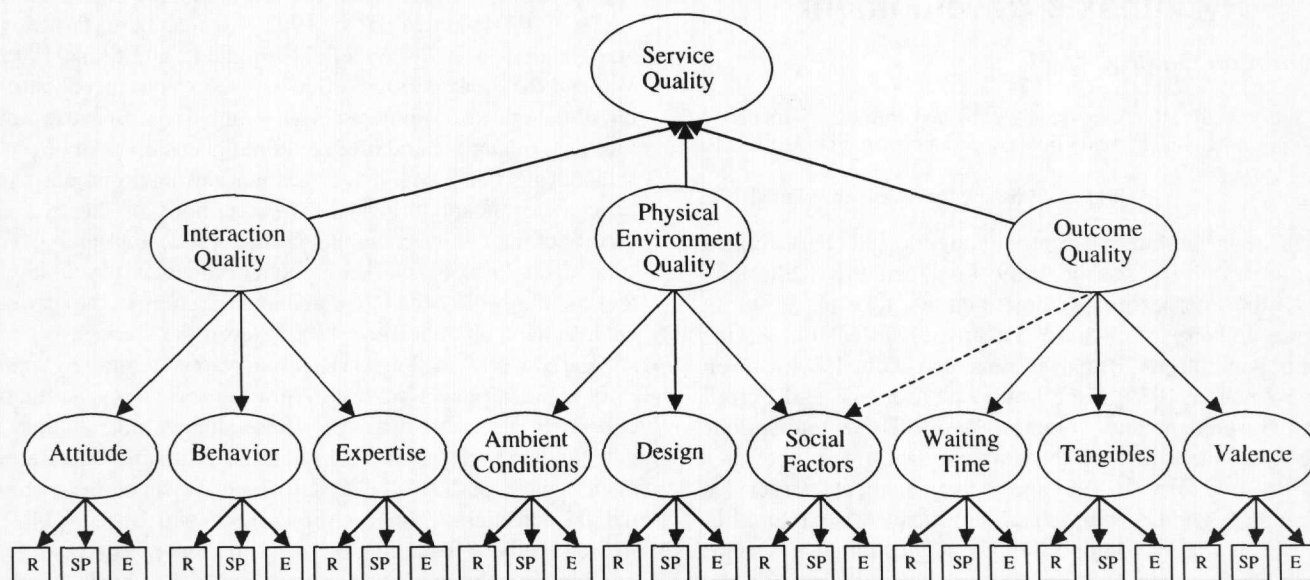 Service
Quality
Interaction
Quality
Physical
Environment
Quality
Outcome
Quality
Attitude
Behavior
Expertise
Ambient
Conditions
Design
Social
Factors
Waiting
Time
Tangibles
Valence
R SP E R SP E R SP E R SP E R SP E R SP E R SP E R SP E R SP E